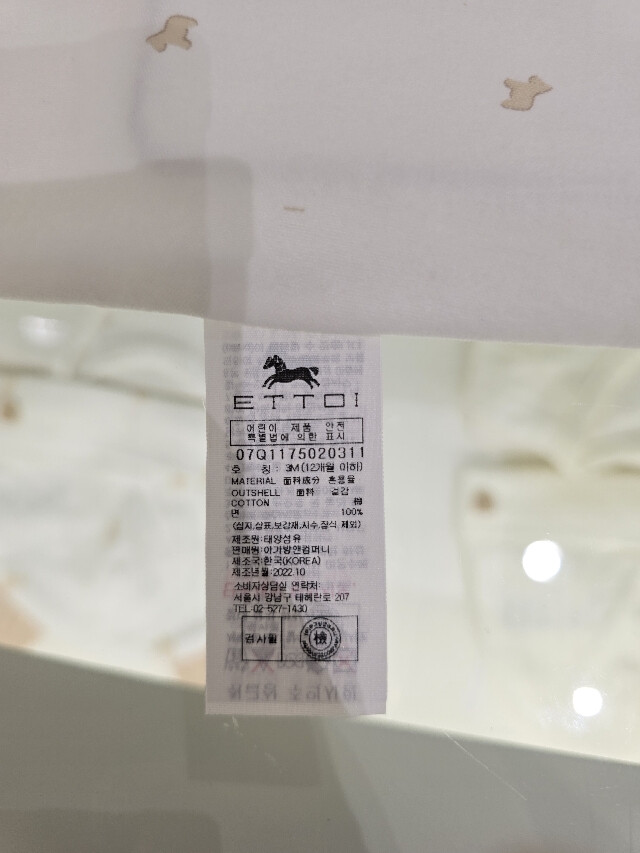 ETTOI
어린이 제품 안전
특별법에 의한 표시
07Q1175020311
호 칭 : 3M(12개월 이하)
MATERIAL 面料成分 혼용율
OUTSHELL 面料 겉감
COTTON 棉
면 100%
(심지,상표,보강재,시수,장식 제외)
제조원:태양섬유
판매원:아가방앤컴퍼니
제조국:한국(KOREA)
제조년월:2022.10
소비자상담실 연락처:
서울시 강남구 테헤란로 207
TEL:02-527-1430
검사필 檢